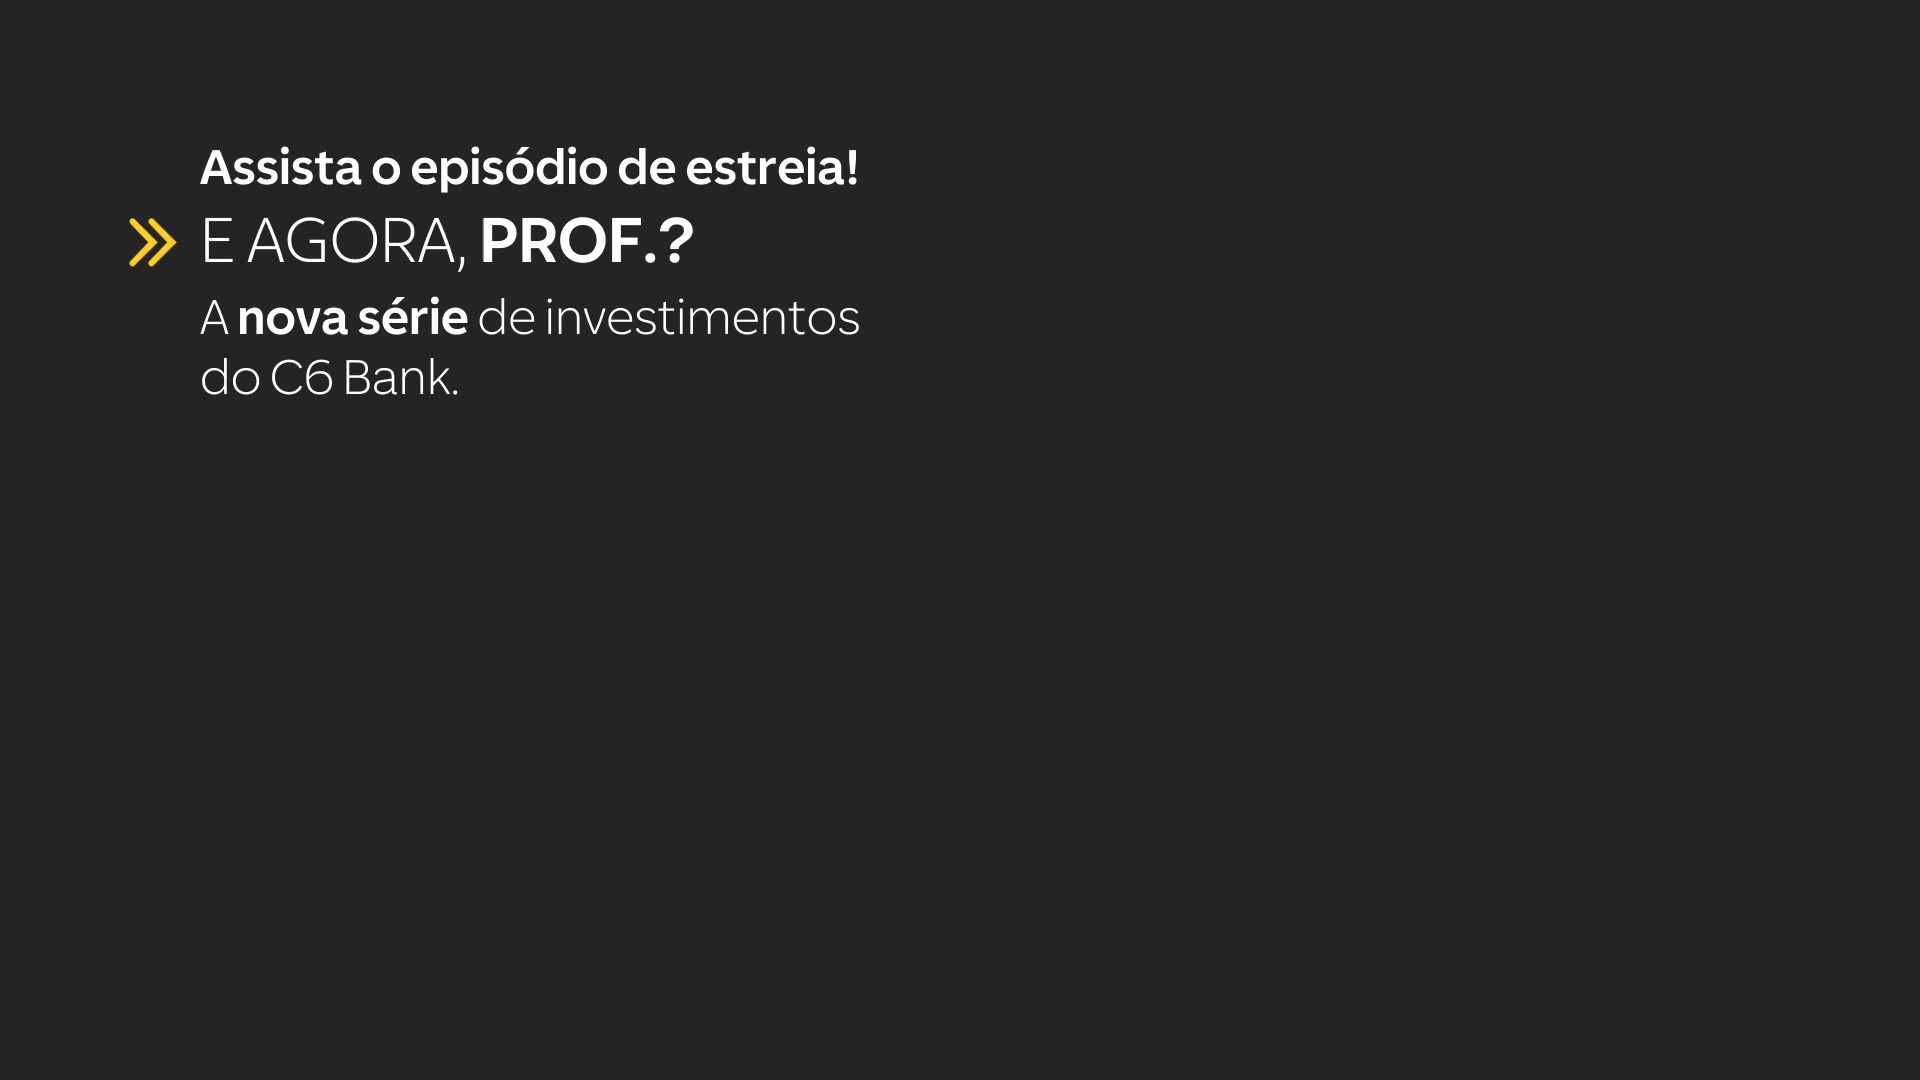 Assista o episódio de estreia!
E AGORA, PROF.?
A nova série de investimentos
do C6 Bank.